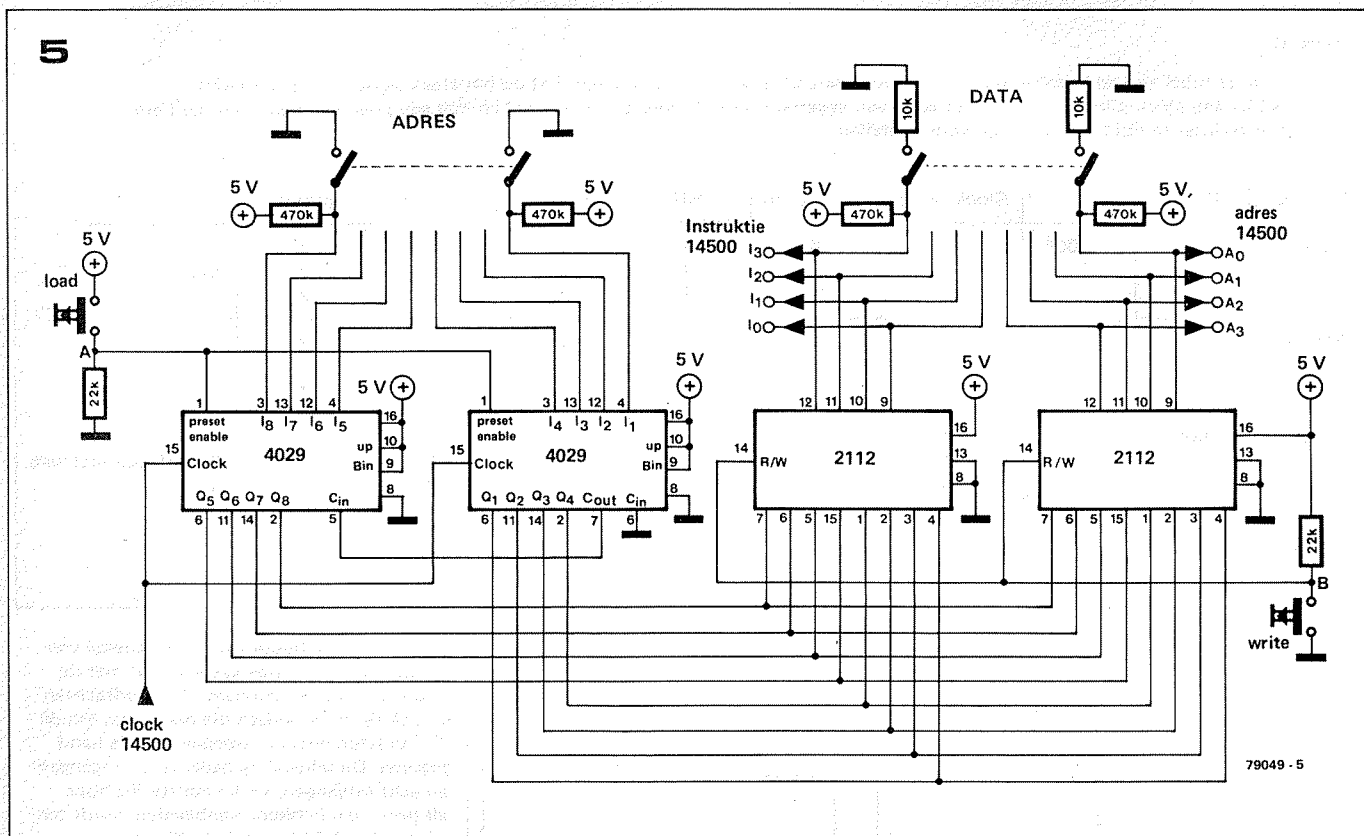 5
ADRES
DATA
10k
10k
5 V
470k
5 V
470k
5 V
470k
5 V,
470k
Instruktie
14500
adres
14500
I3
I2
I1
I0
A0
A1
A2
A3
5 V
load
A
22k
1
3
13
12
4
I8
I7
I6
I5
preset
enable
15
Clock
4029
5 V
16
up
10
Bin
9
8
Q5
Q6
Q7
Q8
Cin
6
11
14
2
5
1
3
13
12
4
I4
I3
I2
I1
preset
enable
15
Clock
4029
5 V
16
up
10
Bin
9
8
Q1
Q2
Q3
Q4
Cout
Cin
6
11
14
2
7
6
12
11
10
9
14
R/W
2112
5 V
16
13
8
7
6
5
15
1
2
3
4
12
11
10
9
14
R/W
2112
5 V
16
13
8
7
6
5
15
1
2
3
4
22k
B
write
clock
14500
79049 - 5